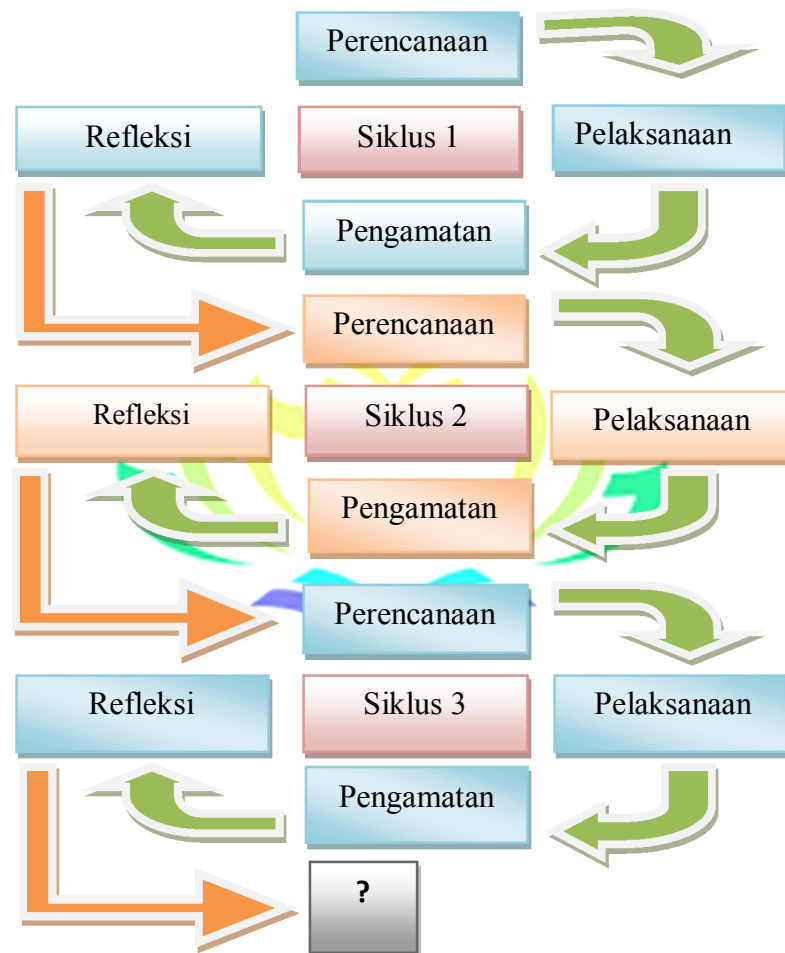 Perencanaan
Refleksi
Siklus 1
Pelaksanaan
Pengamatan
Perencanaan
Refleksi
Siklus 2
Pelaksanaan
Pengamatan
Perencanaan
Refleksi
Siklus 3
Pelaksanaan
Pengamatan
?